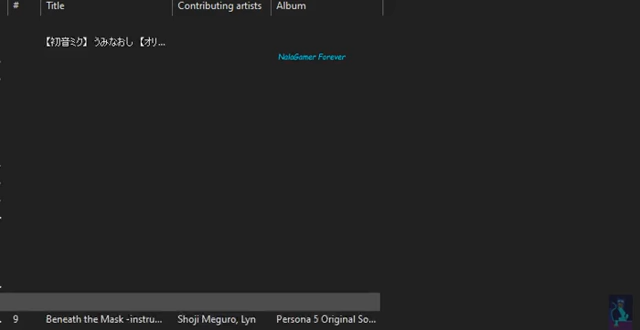 # Title Contributing artists Album
【初音ミク】 うみなおし 【オリ...
NalaGamer Forever
9 Beneath the Mask -instru... Shoji Meguro, Lyn Persona 5 Original So...